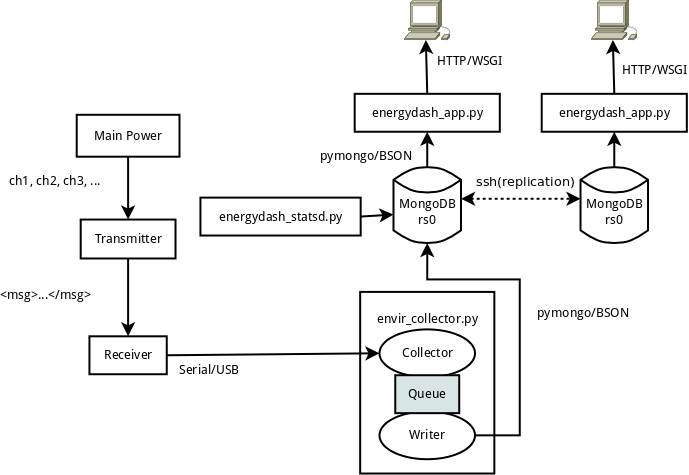 HTTP/WSGI
HTTP/WSGI
energydash_app.py
energydash_app.py
Main Power
pymongo/BSON
ch1, ch2, ch3, ...
ssh(replication)
MongoDB
rs0
MongoDB
rs0
energydash_statsd.py
Transmitter
<msg>...</msg>
pymongo/BSON
envir_collector.py
Receiver
Collector
Serial/USB
Queue
Writer